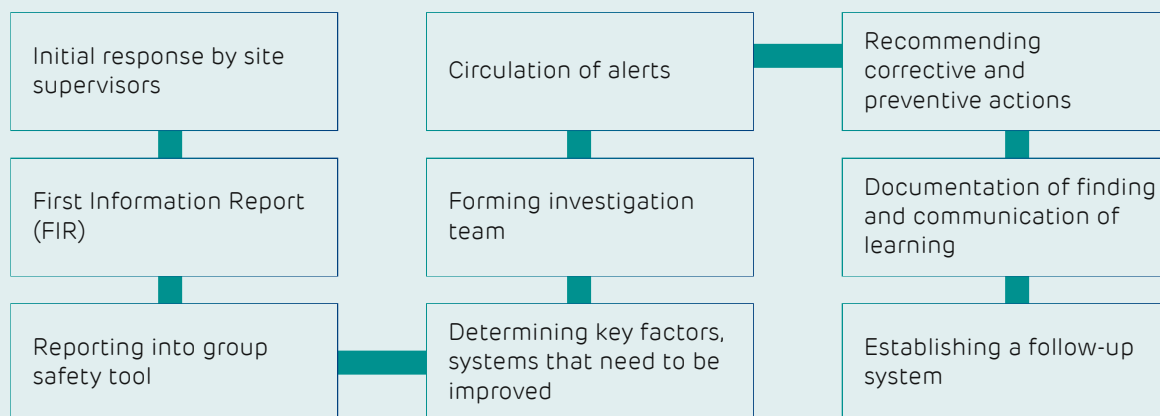 Initial response by site
supervisors
First Information Report
(FIR)
Reporting into group
safety tool
Circulation of alerts
Forming investigation
team
Determining key factors,
systems that need to be
improved
Recommending
corrective and
preventive actions
Documentation of finding
and communication of
learning
Establishing a follow-up
system